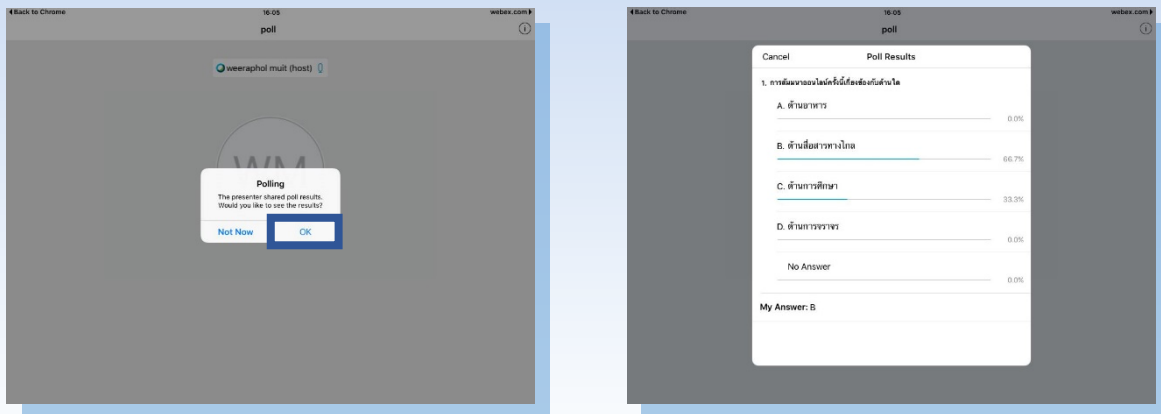 Back to Chrome
16:05
webex.com
poll
weeraphol muit (host)
WM
Polling
The presenter shared poll results.
Would you like to see the results?
Not Now
OK
Back to Chrome
16:05
webex.com
poll
Cancel
Poll Results
1. การสัมมนาออนไลน์ครั้งนี้เกี่ยวข้องกับด้านใด
A. ด้านอาหาร
0.0%
B. ด้านสื่อสารทางไกล
66.7%
C. ด้านการศึกษา
33.3%
D. ด้านการจราจร
0.0%
No Answer
0.0%
My Answer: B